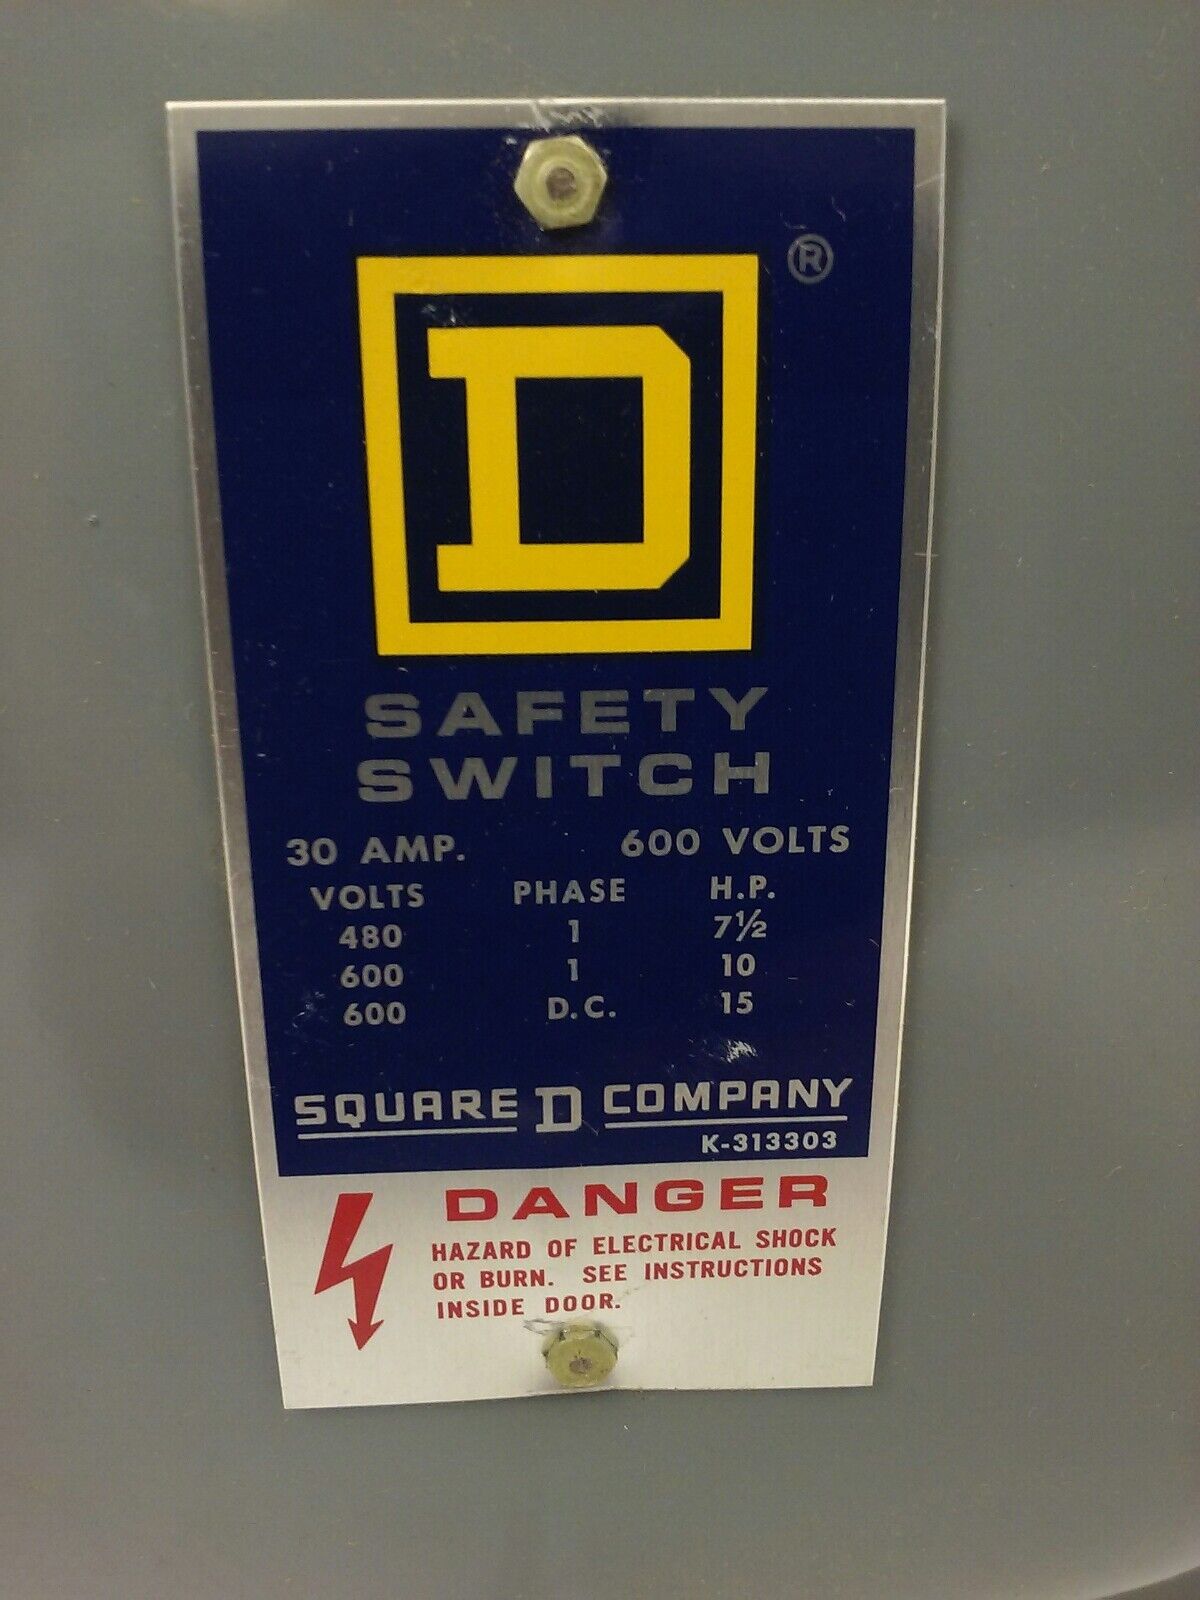 D ®
SAFETY
SWITCH
30 AMP. 600 VOLTS
VOLTS PHASE H.P.
480 1 7½
600 1 10
600 D.C. 15
SQUARE D COMPANY
K-313303
DANGER
HAZARD OF ELECTRICAL SHOCK
OR BURN. SEE INSTRUCTIONS
INSIDE DOOR.